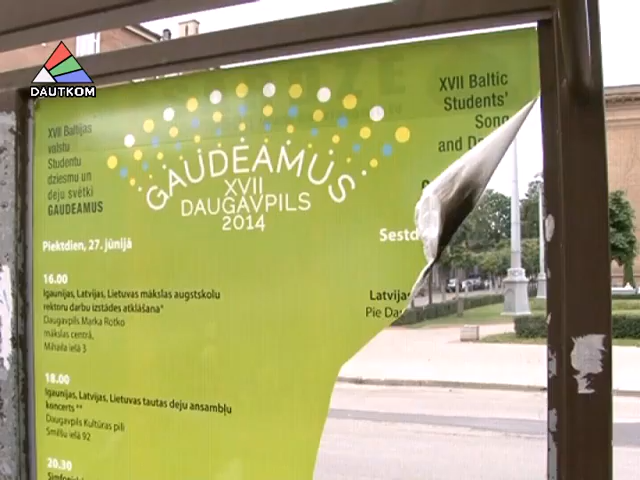 DAUTKOM
XVII Baltijas
valstu
Studentu
dziesmu un
deju svētki
GAUDEAMUS
GAUDEAMUS
XVII
DAUGAVPILS
2014
XVII Baltic
Students'
Song
and
Piektdien, 27. jūnijā
16.00
Igaunijas, Latvijas, Lietuvas mākslas augstskolu
rektoru darbu izstādes atklāšana*
Daugavpils Marka Rotko
mākslas centrā,
Mihaila ielā 3
18.00
Igaunijas, Latvijas, Lietuvas tautas deju ansambļu
koncerts **
Daugavpils Kultūras pilī
Smilšu ielā 92
20.30
Sestd
Latvijas
Pie Da